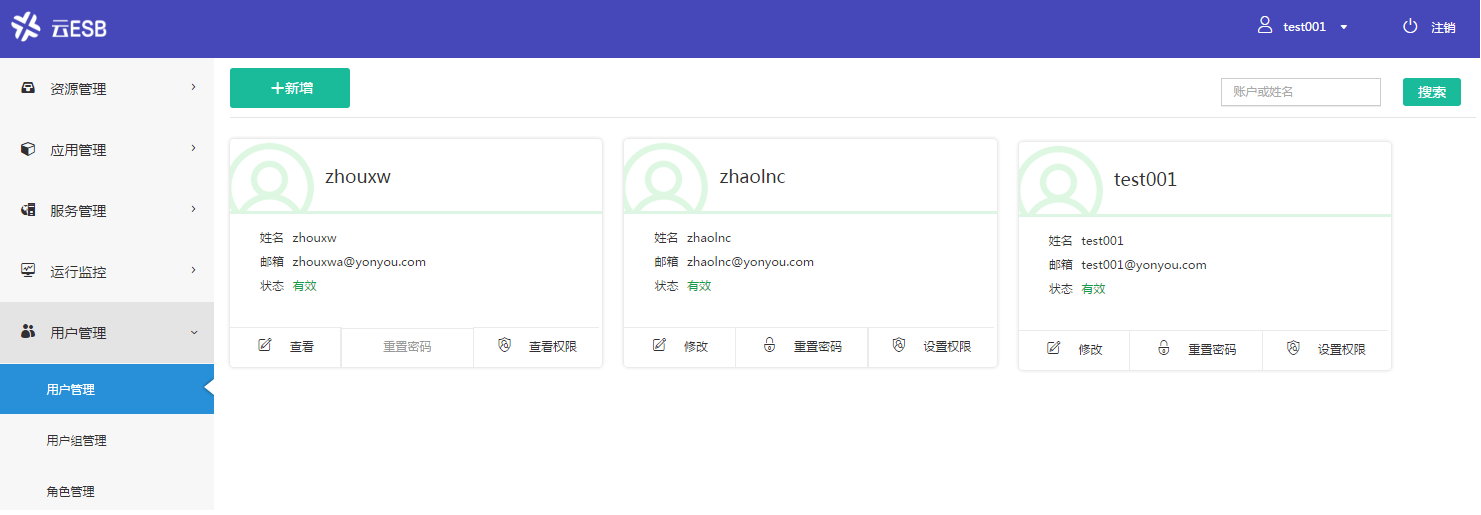 云ESB
test001
注销
资源管理
应用管理
服务管理
运行监控
用户管理
用户管理
用户组管理
角色管理
+新增
账户或姓名
搜索
zhouxw
姓名 zhouxw
邮箱 zhouxwa@yonyou.com
状态 有效
查看 重置密码 查看权限
zhaolnc
姓名 zhaolnc
邮箱 zhaolnc@yonyou.com
状态 有效
修改 重置密码 设置权限
test001
姓名 test001
邮箱 test001@yonyou.com
状态 有效
修改 重置密码 设置权限